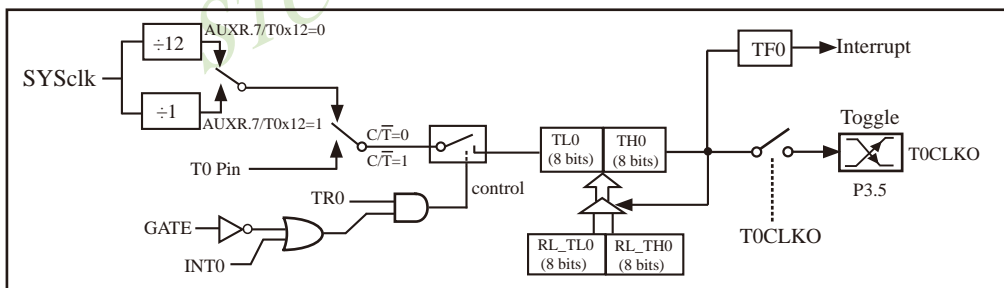 STC
AUXR.7/T0x12=0
÷12
SYSclk
÷1
AUXR.7/T0x12=1
T0 Pin
C/T̅=0
C/T̅=1
control
TR0
GATE
INT0
TL0
(8 bits)
TH0
(8 bits)
RL_TL0
(8 bits)
RL_TH0
(8 bits)
TF0
Interrupt
Toggle
T0CLKO
P3.5
T0CLKO